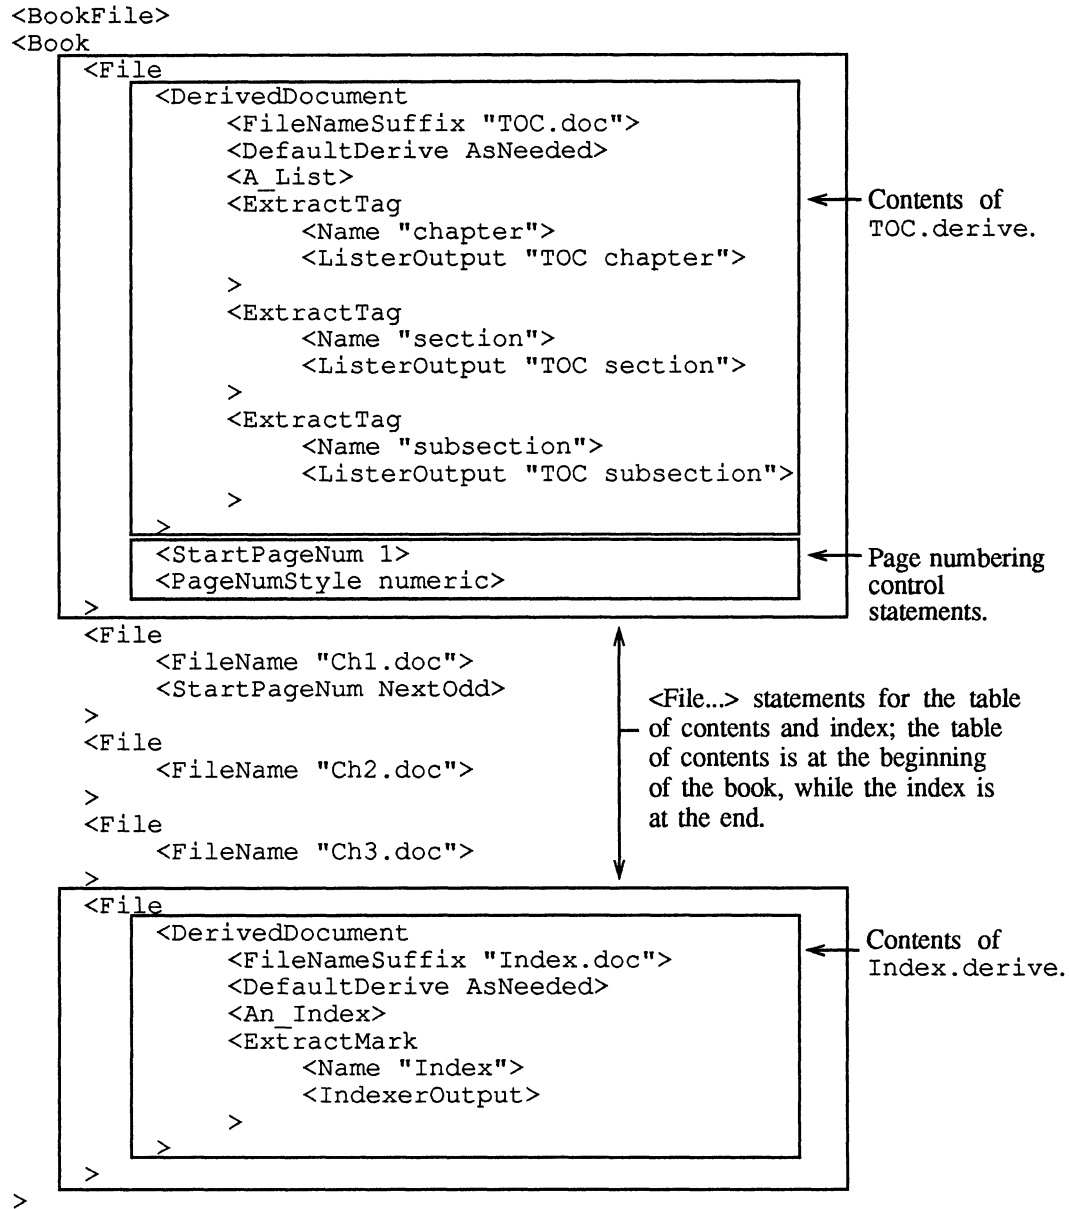 <BookFile>
<Book
<File
<DerivedDocument
<FileNameSuffix "TOC.doc">
<DefaultDerive AsNeeded>
<A_List>
<ExtractTag
<Name "chapter">
<ListerOutput "TOC chapter">
>
<ExtractTag
<Name "section">
<ListerOutput "TOC section">
>
<ExtractTag
<Name "subsection">
<ListerOutput "TOC subsection">
>
>
Contents of
TOC.derive.
<StartPageNum 1>
<PageNumStyle numeric>
>
Page numbering
control
statements.
<File
<FileName "Ch1.doc">
<StartPageNum NextOdd>
>
<File
<FileName "Ch2.doc">
>
<File
<FileName "Ch3.doc">
>
<File...> statements for the table
of contents and index; the table
of contents is at the beginning
of the book, while the index is
at the end.
<File
<DerivedDocument
<FileNameSuffix "Index.doc">
<DefaultDerive AsNeeded>
<An_Index>
<ExtractMark
<Name "Index">
<IndexerOutput>
>
>
>
Contents of
Index.derive.
>